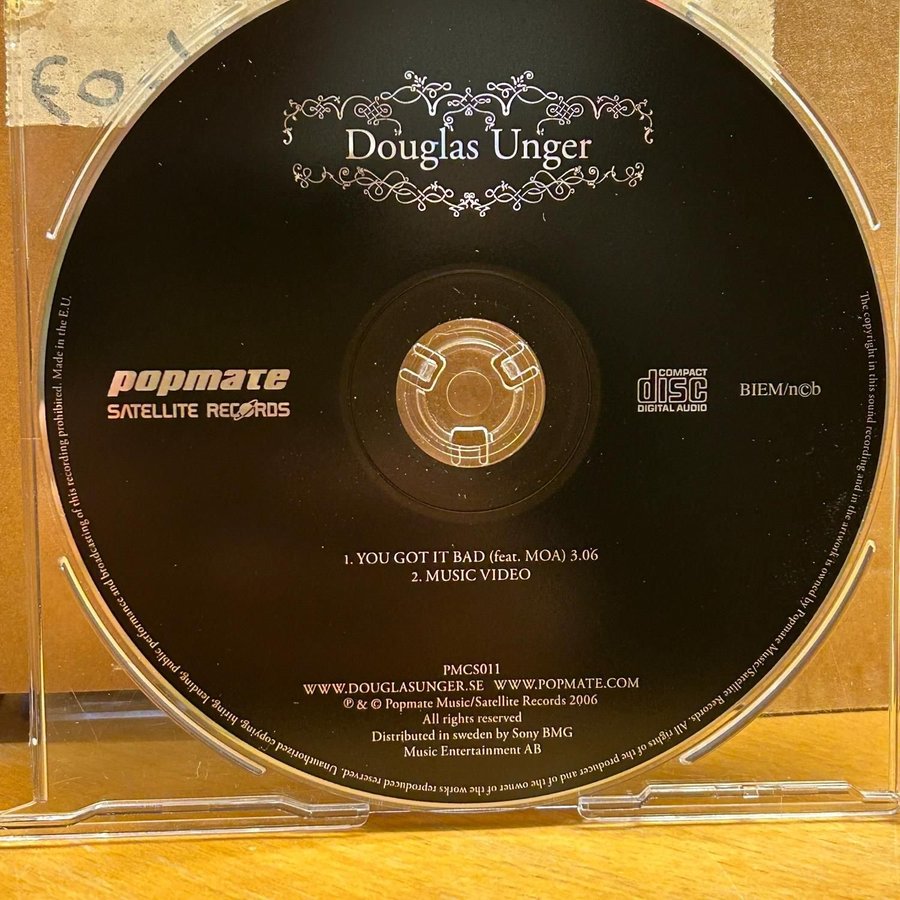 Douglas Unger
popmate
SATELLITE RECORDS
COMPACT
disc
DIGITAL AUDIO
BIEM/n©b
1. YOU GOT IT BAD (feat. MOA) 3.06
2. MUSIC VIDEO
PMCS011
WWW.DOUGLASUNGER.SE WWW.POPMATE.COM
℗ & © Popmate Music/Satellite Records 2006
All rights reserved
Distributed in sweden by Sony BMG
Music Entertainment AB
The copyright in this sound recording and in the artwork is owned by Popmate Music/Satellite Records. All rights of the producer and of the owner of the works reproduced reserved. Unauthorized copying, hiring, lending, public performance and broadcasting of this recording prohibited. Made in the E.U.